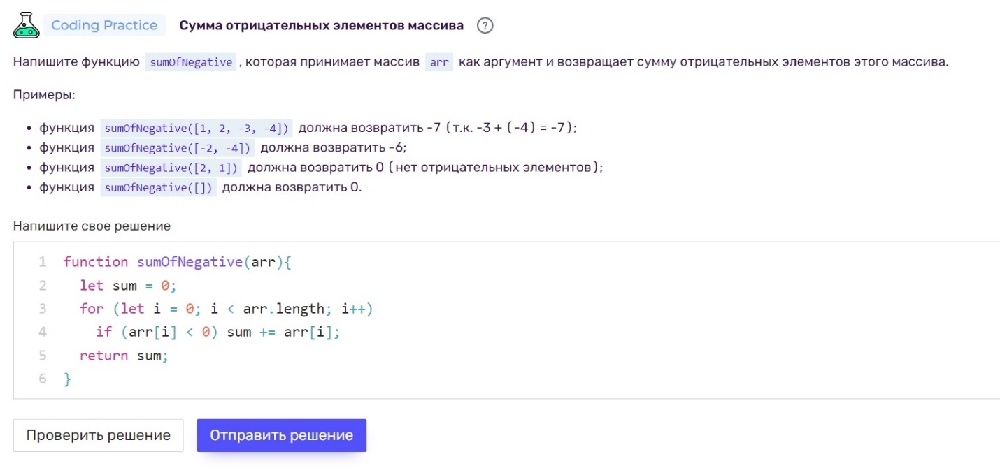 Coding Practice Сумма отрицательных элементов массива ?
Напишите функцию sumOfNegative , которая принимает массив arr как аргумент и возвращает сумму отрицательных элементов этого массива.
Примеры:
• функция sumOfNegative([1, 2, -3, -4]) должна возвратить -7 (т.к. -3 + (-4) = -7);
• функция sumOfNegative([-2, -4]) должна возвратить -6;
• функция sumOfNegative([2, 1]) должна возвратить 0 (нет отрицательных элементов);
• функция sumOfNegative([]) должна возвратить 0.
Напишите свое решение
1 function sumOfNegative(arr){
2 let sum = 0;
3 for (let i = 0; i < arr.length; i++)
4 if (arr[i] < 0) sum += arr[i];
5 return sum;
6 }
Проверить решение Отправить решение